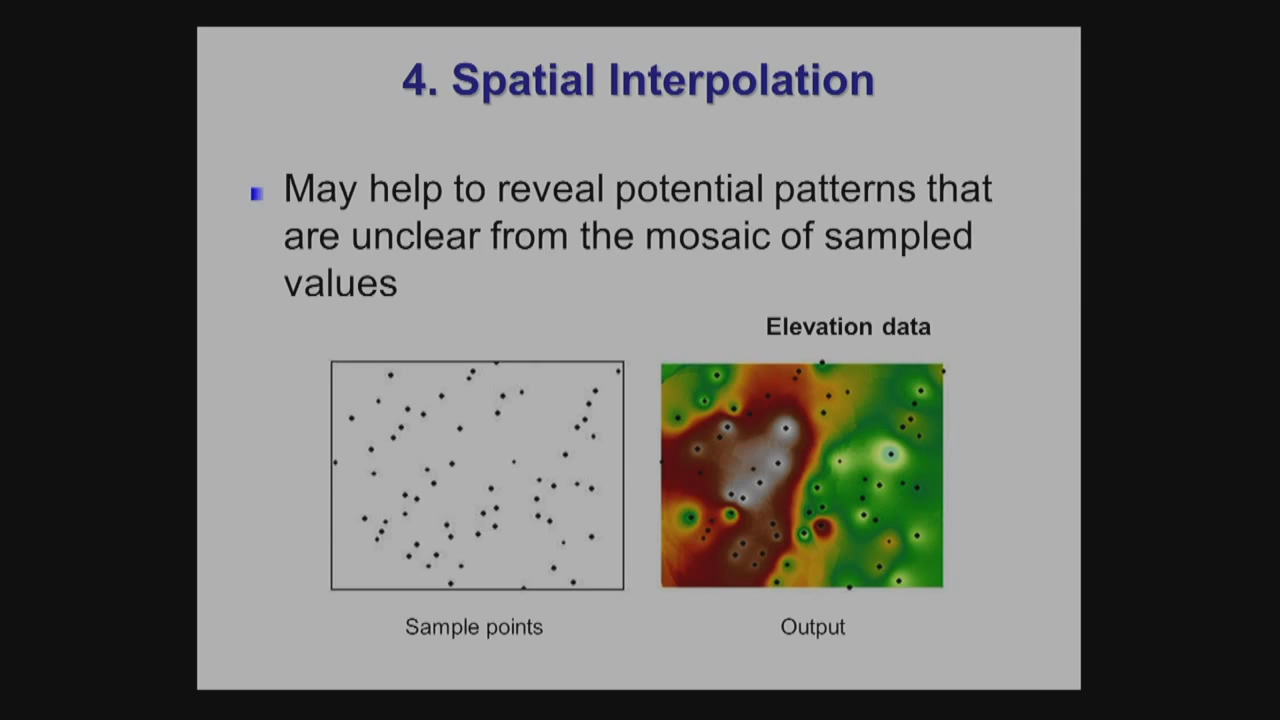 4. Spatial Interpolation
May help to reveal potential patterns that
are unclear from the mosaic of sampled
values
Elevation data
Sample points
Output